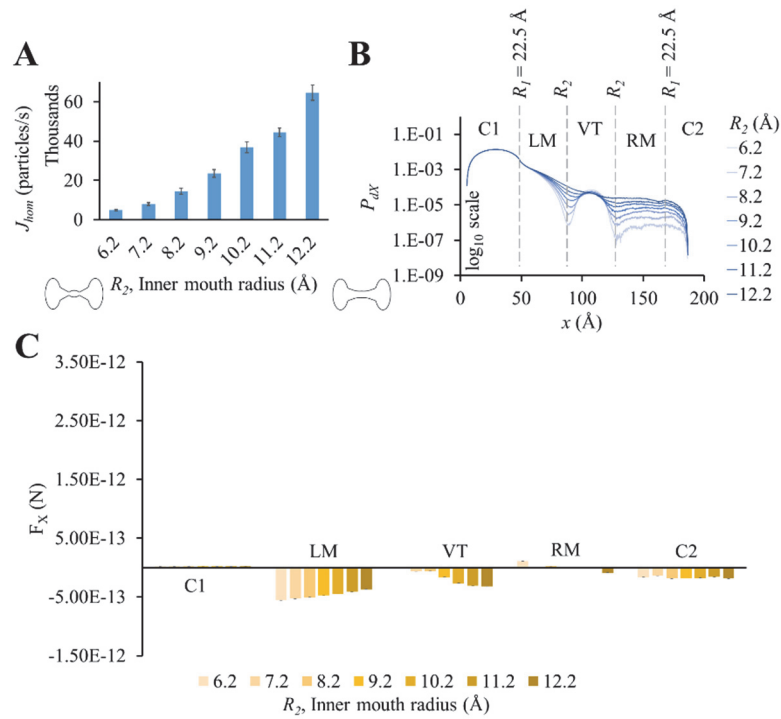 A
J_hom (particles/s)
Thousands
60
40
20
0
6.2
7.2
8.2
9.2
10.2
11.2
12.2
R_2, Inner mouth radius (Å)
B
R_1 = 22.5 Å
R_2
R_2
R_1 = 22.5 Å
C1
LM
VT
RM
C2
P_dX
log_10 scale
1.E-01
1.E-03
1.E-05
1.E-07
1.E-09
0
50
100
150
200
x (Å)
R_2 (Å)
6.2
7.2
8.2
9.2
10.2
11.2
12.2
C
F_X (N)
3.50E-12
2.50E-12
1.50E-12
5.00E-13
-5.00E-13
-1.50E-12
C1
LM
VT
RM
C2
6.2 7.2 8.2 9.2 10.2 11.2 12.2
R_2, Inner mouth radius (Å)